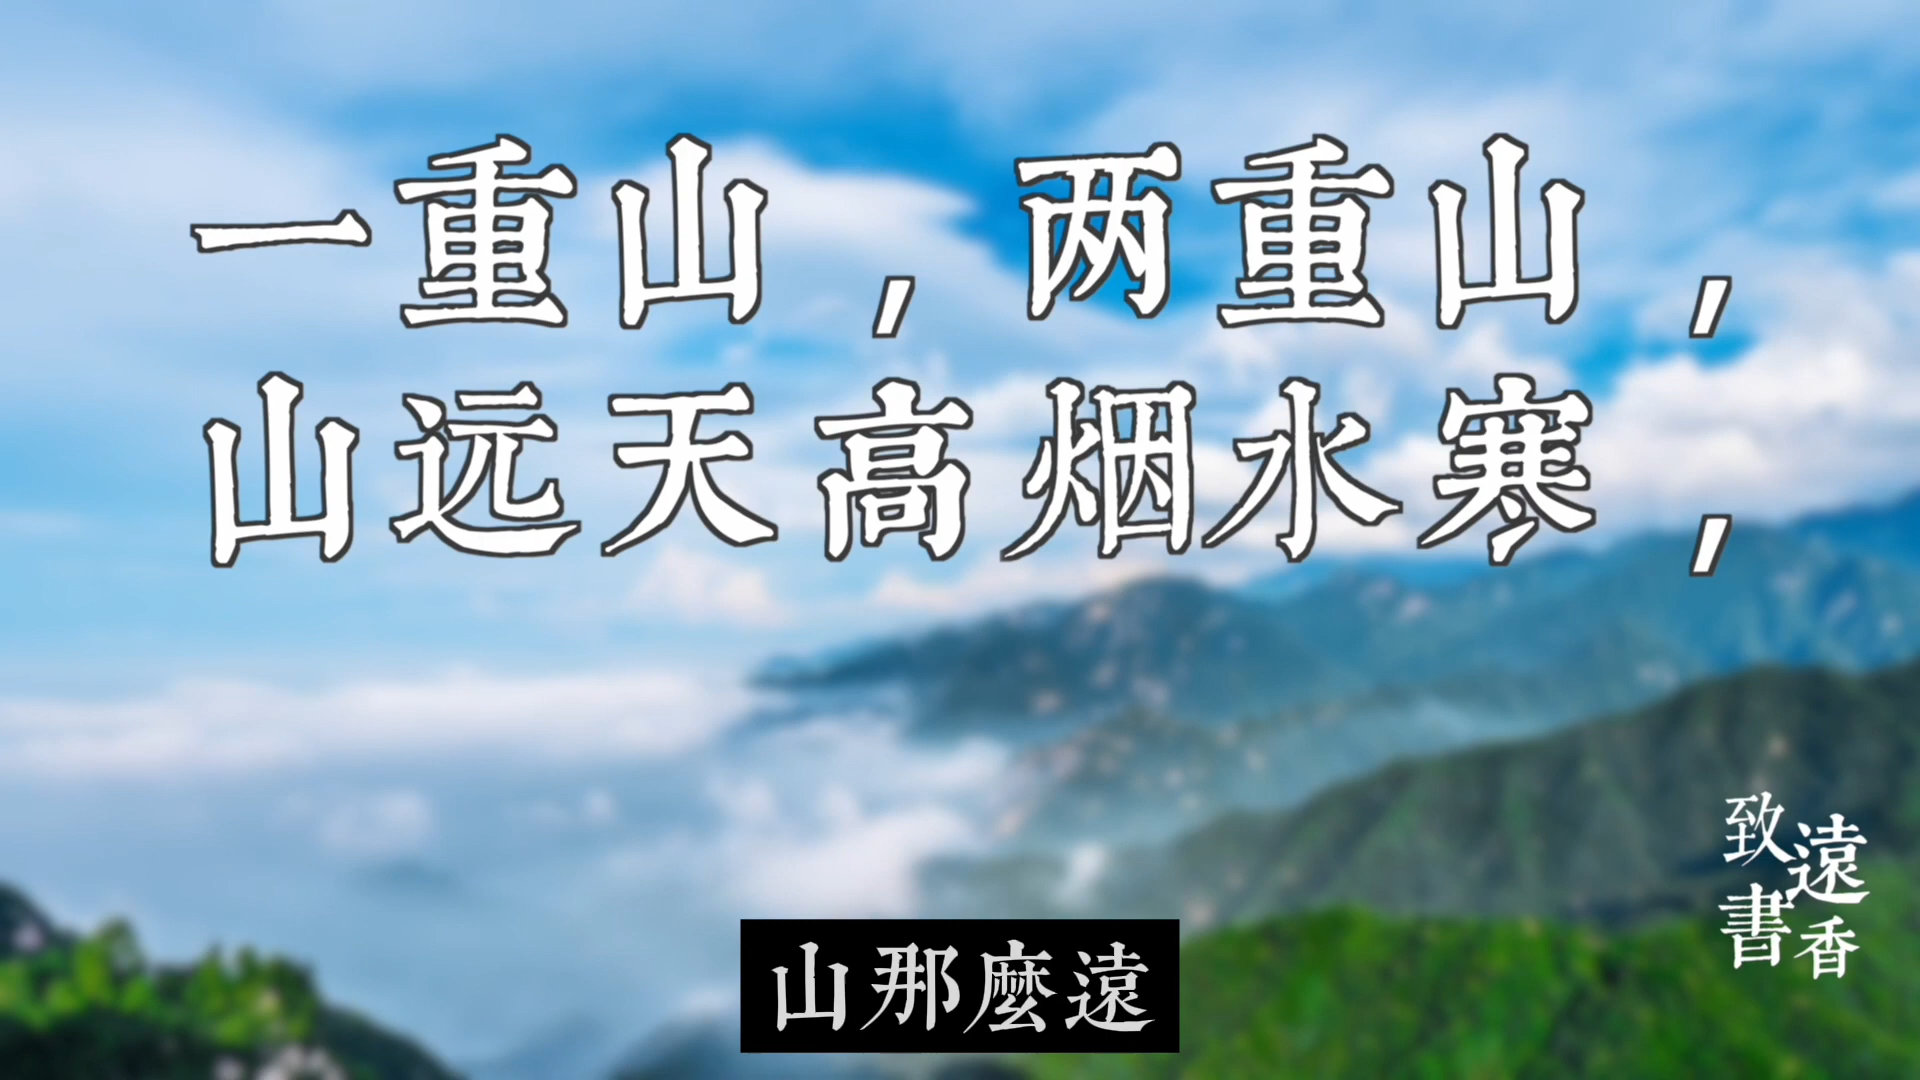 一重山，两重山，
山远天高烟水寒，
致遠
書香
山那麼遠